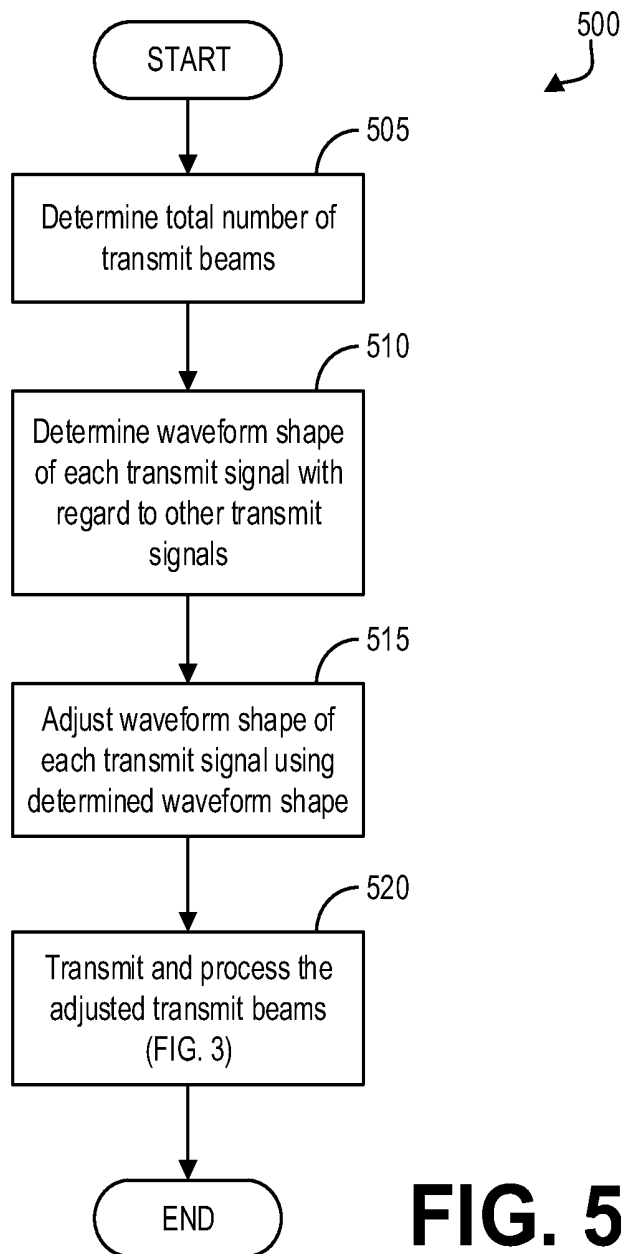 500
START
505
Determine total number of
transmit beams
510
Determine waveform shape
of each transmit signal with
regard to other transmit
signals
515
Adjust waveform shape of
each transmit signal using
determined waveform shape
520
Transmit and process the
adjusted transmit beams
(FIG. 3)
END
FIG. 5